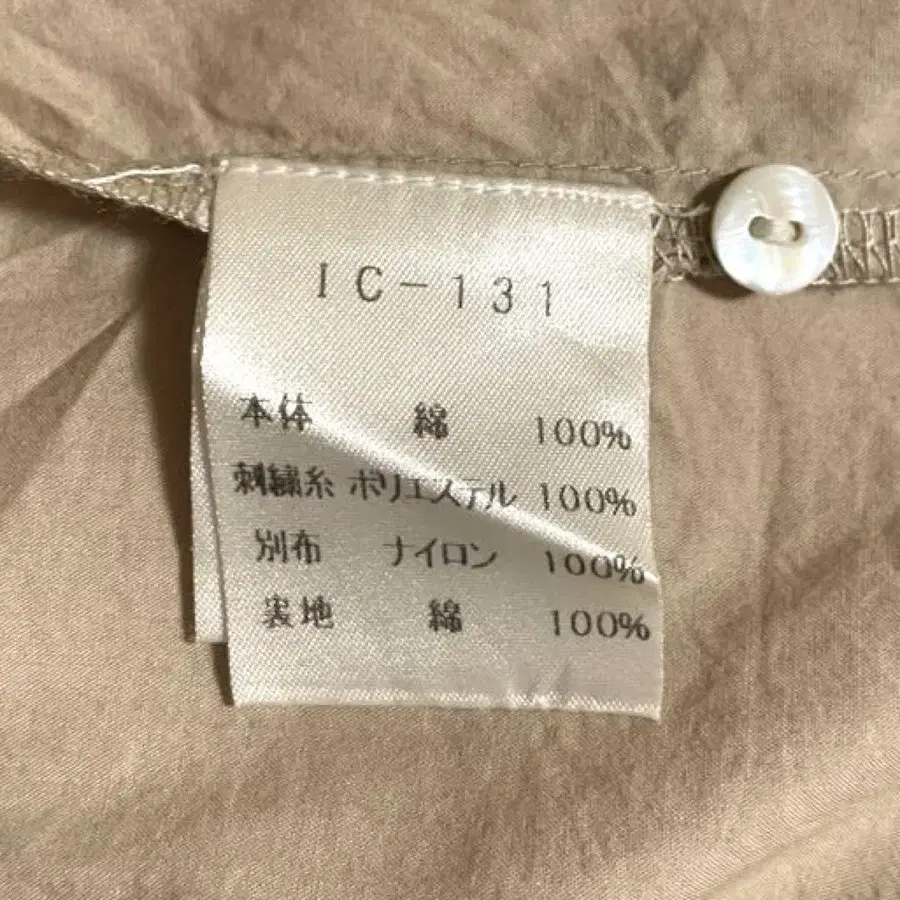 IC-131
本体 綿 100%
刺繍糸 ポリエステル 100%
別布 ナイロン 100%
裏地 綿 100%